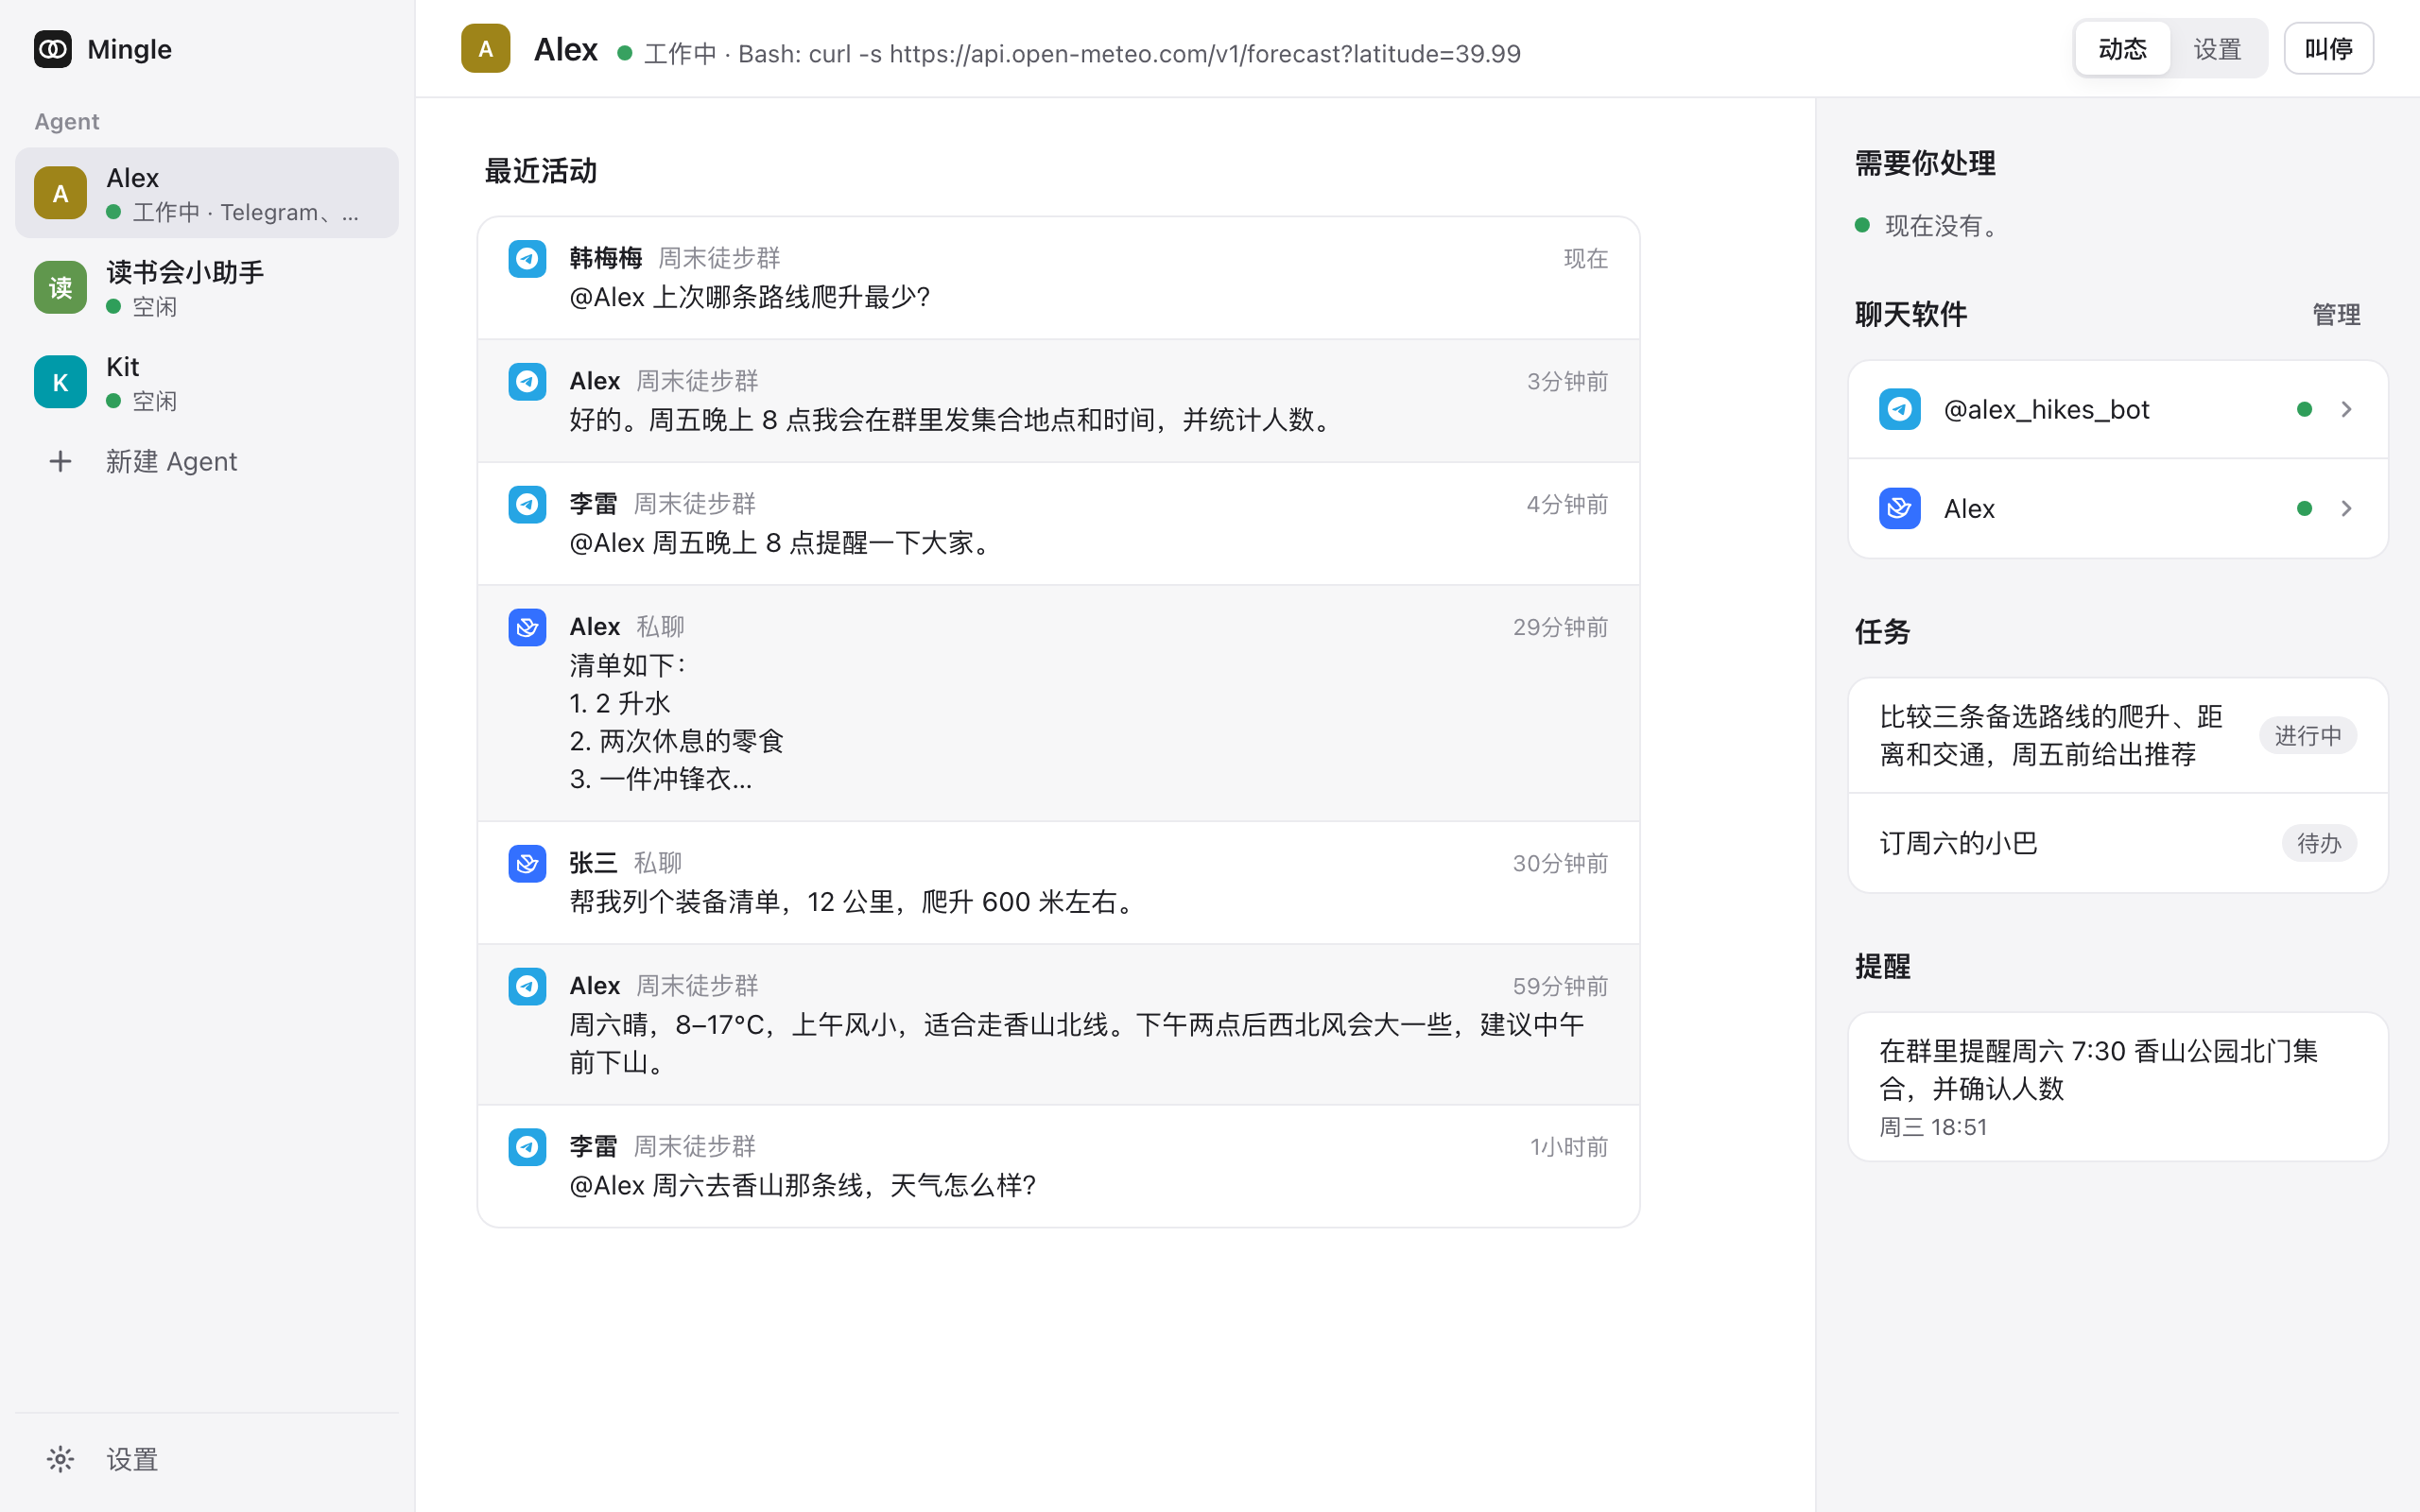 Mingle
Agent
A
Alex
工作中 · Telegram、...
读
读书会小助手
空闲
K
Kit
空闲
新建 Agent
设置
A
Alex
工作中 · Bash: curl -s https://api.open-meteo.com/v1/forecast?latitude=39.99
动态
设置
叫停
最近活动
韩梅梅 周末徒步群 现在
@Alex 上次哪条路线爬升最少?
Alex 周末徒步群 3分钟前
好的。周五晚上 8 点我会在群里发集合地点和时间，并统计人数。
李雷 周末徒步群 4分钟前
@Alex 周五晚上 8 点提醒一下大家。
Alex 私聊 29分钟前
清单如下：
1. 2 升水
2. 两次休息的零食
3. 一件冲锋衣...
张三 私聊 30分钟前
帮我列个装备清单，12 公里，爬升 600 米左右。
Alex 周末徒步群 59分钟前
周六晴，8–17°C，上午风小，适合走香山北线。下午两点后西北风会大一些，建议中午
前下山。
李雷 周末徒步群 1小时前
@Alex 周六去香山那条线，天气怎么样?
需要你处理
现在没有。
聊天软件 管理
@alex_hikes_bot
Alex
任务
比较三条备选路线的爬升、距
离和交通，周五前给出推荐
进行中
订周六的小巴 待办
提醒
在群里提醒周六 7:30 香山公园北门集
合，并确认人数
周三 18:51